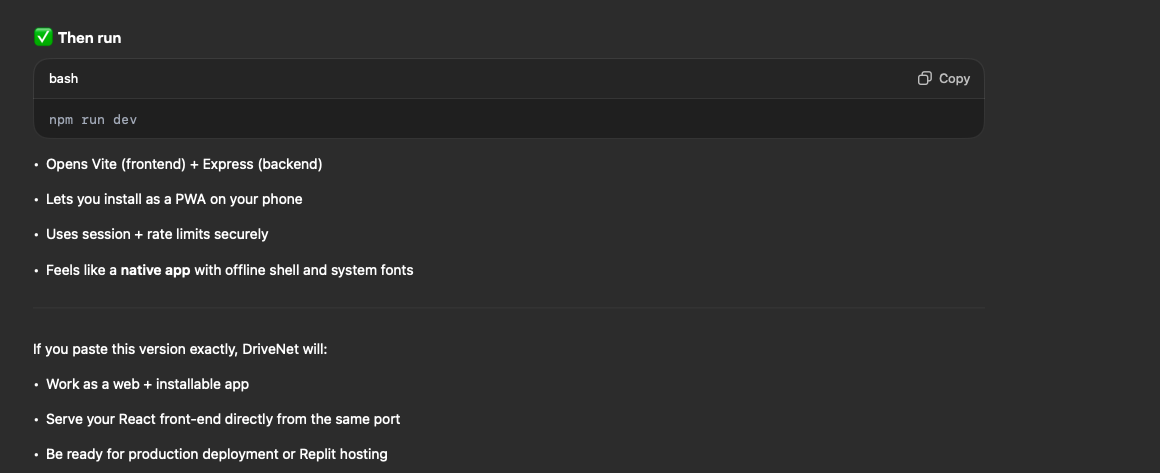 ✅ Then run
bash
Copy
npm run dev
• Opens Vite (frontend) + Express (backend)
• Lets you install as a PWA on your phone
• Uses session + rate limits securely
• Feels like a native app with offline shell and system fonts
If you paste this version exactly, DriveNet will:
• Work as a web + installable app
• Serve your React front-end directly from the same port
• Be ready for production deployment or Replit hosting